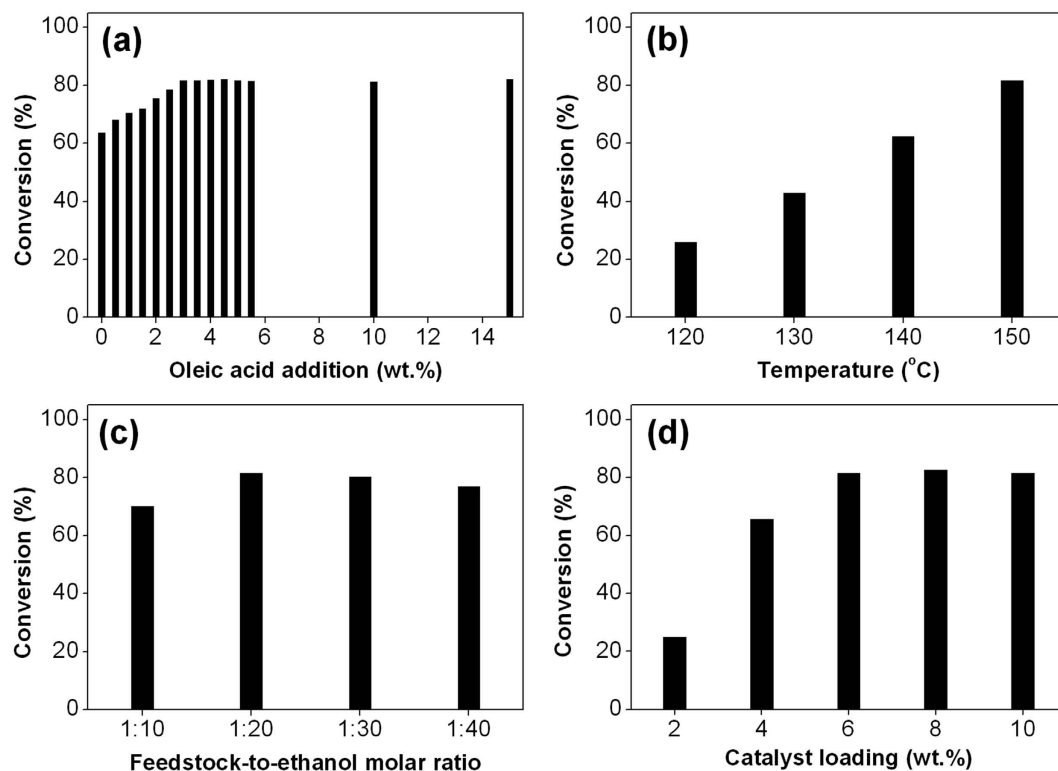 (a)
100
80
60
40
20
0
Conversion (%)
0 2 4 6 8 10 12 14
Oleic acid addition (wt.%)
(b)
100
80
60
40
20
0
Conversion (%)
120 130 140 150
Temperature (°C)
(c)
100
80
60
40
20
0
Conversion (%)
1:10 1:20 1:30 1:40
Feedstock-to-ethanol molar ratio
(d)
100
80
60
40
20
0
Conversion (%)
2 4 6 8 10
Catalyst loading (wt.%)